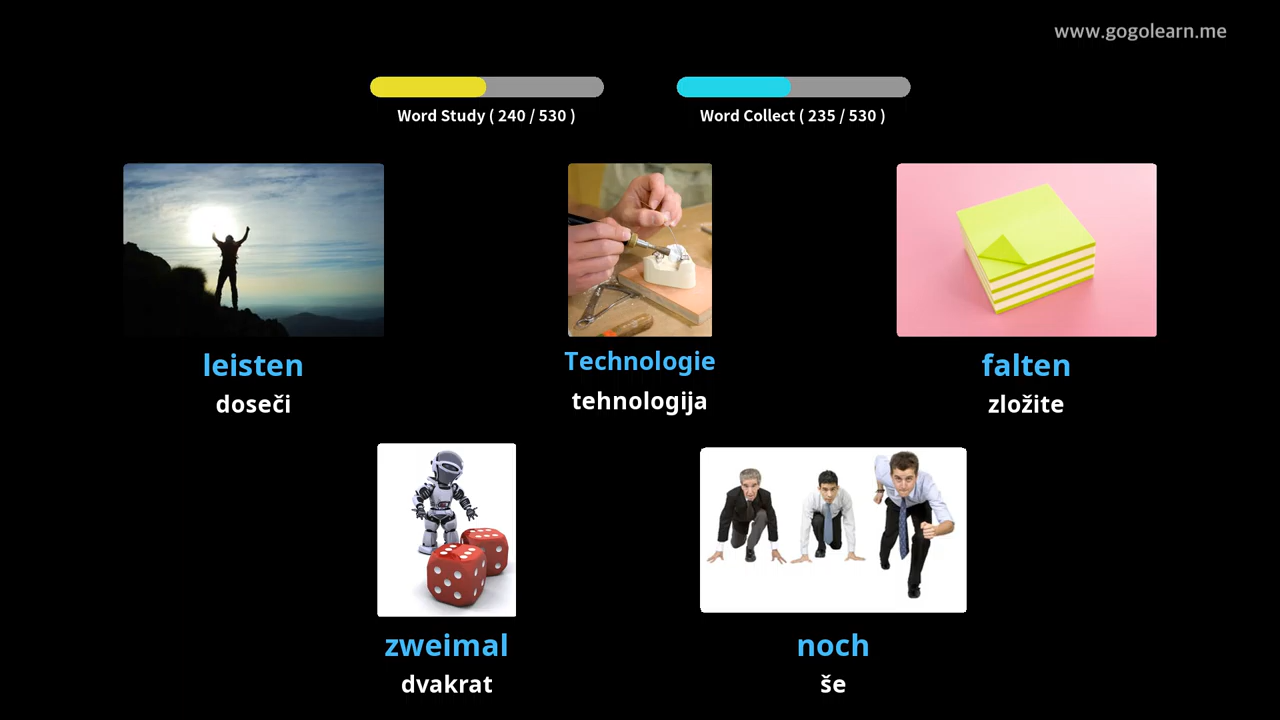 www.gogolearn.me
Word Study ( 240 / 530 )
Word Collect ( 235 / 530 )
leisten
doseči
Technologie
tehnologija
falten
zložite
zweimal
dvakrat
noch
še